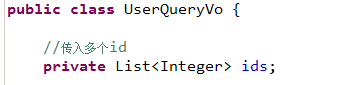 public class UserQueryVo {
//传入多个id
private List<Integer> ids;